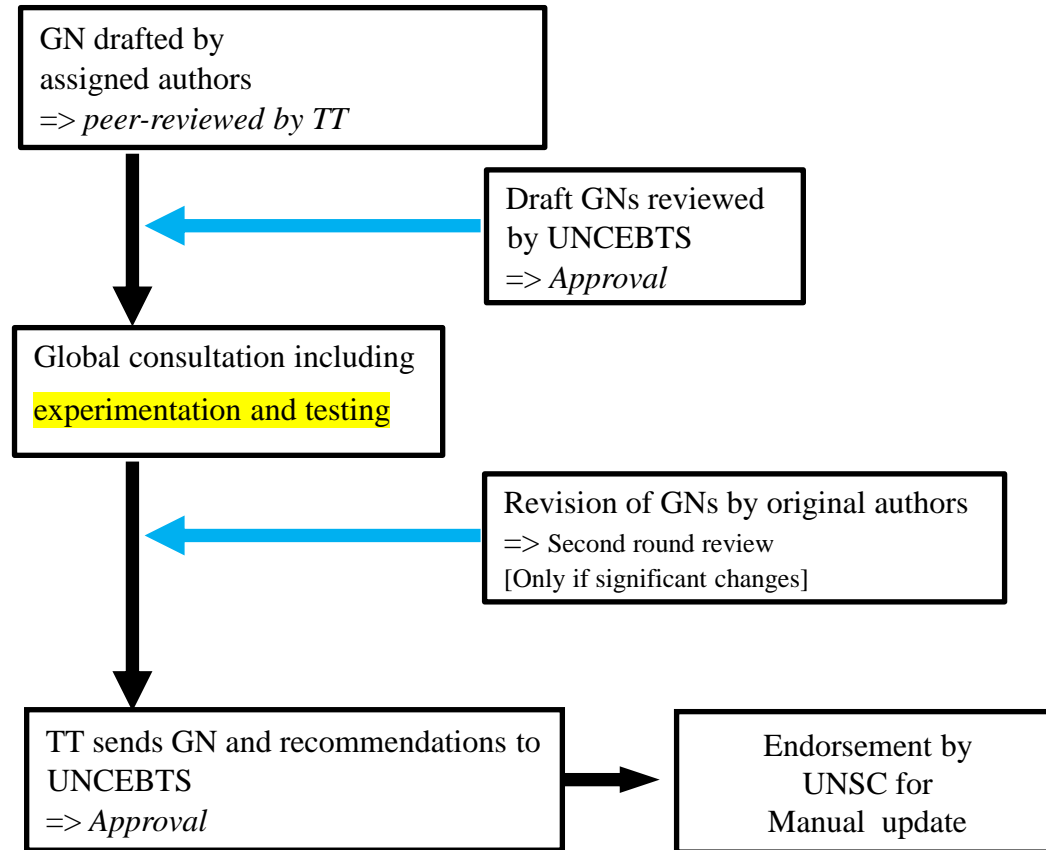 GN drafted by
assigned authors
=> peer-reviewed by TT
Draft GNs reviewed
by UNCEBTS
=> Approval
Global consultation including
experimentation and testing
Revision of GNs by original authors
=> Second round review
[Only if significant changes]
TT sends GN and recommendations to
UNCEBTS
=> Approval
Endorsement by
UNSC for
Manual update